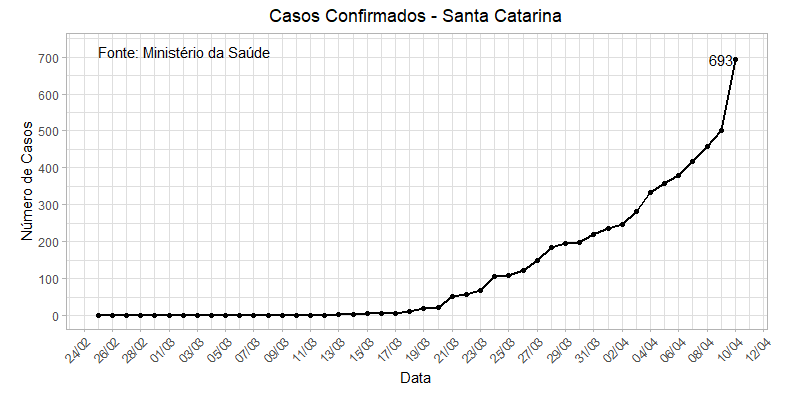 Casos Confirmados - Santa Catarina
Fonte: Ministério da Saúde
693
Número de Casos
700
600
500
400
300
200
100
0
24/02 26/02 28/02 01/03 03/03 05/03 07/03 09/03 11/03 13/03 15/03 17/03 19/03 21/03 23/03 25/03 27/03 29/03 31/03 02/04 04/04 06/04 08/04 10/04 12/04
Data